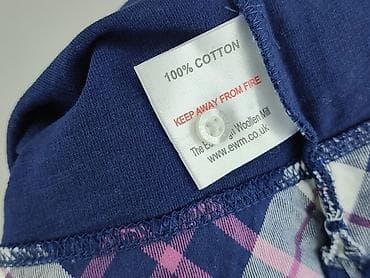 100% COTTON
KEEP AWAY FROM FIRE
The Woollen Mill
www.ewm.co.uk